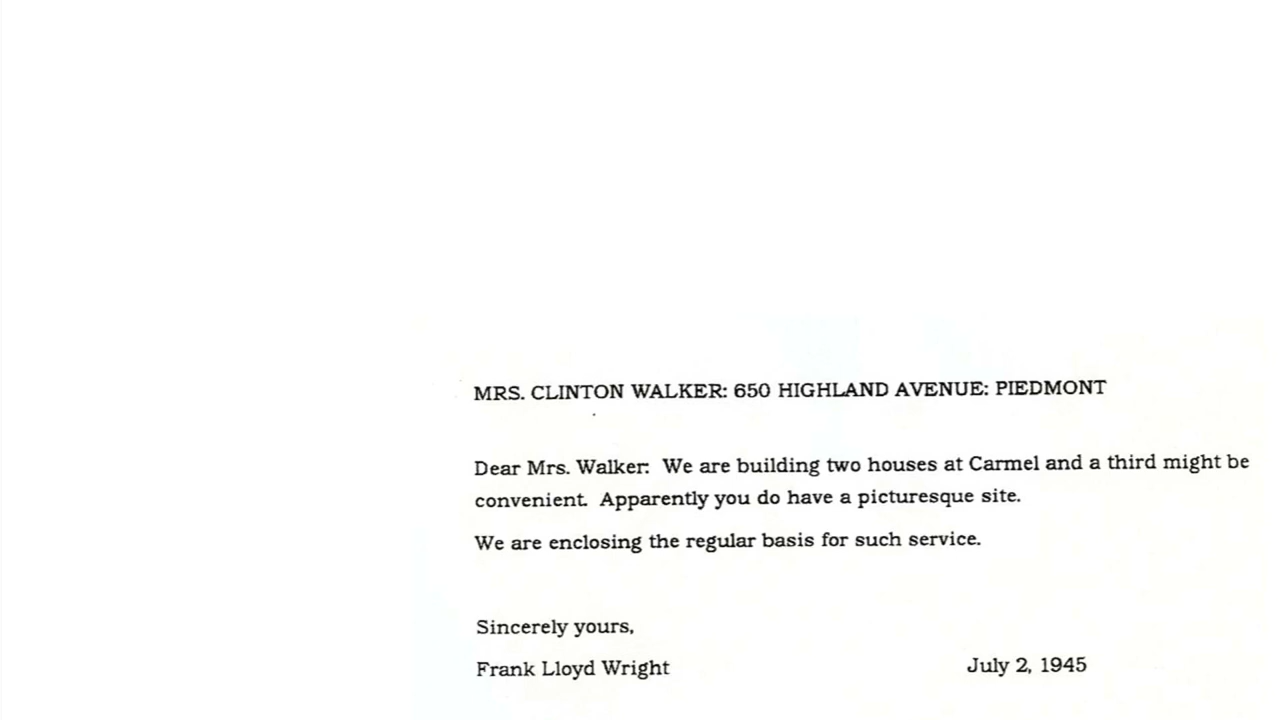 MRS. CLINTON WALKER: 650 HIGHLAND AVENUE: PIEDMONT
Dear Mrs. Walker: We are building two houses at Carmel and a third might be
convenient. Apparently you do have a picturesque site.
We are enclosing the regular basis for such service.
Sincerely yours,
Frank Lloyd Wright July 2, 1945